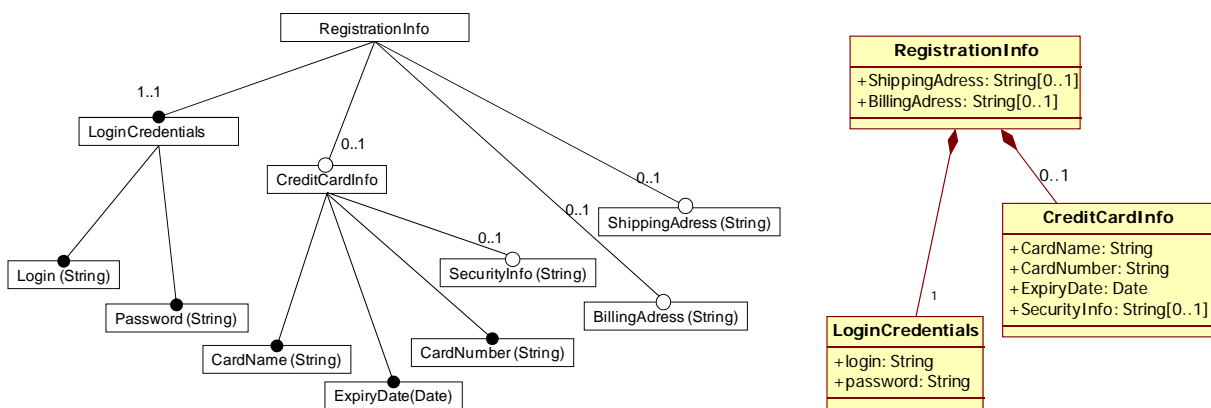 RegistrationInfo
1..1
LoginCredentials
0..1
CreditCardInfo
0..1
ShippingAdress (String)
0..1
0..1
Login (String)
SecurityInfo (String)
Password (String)
BillingAdress (String)
CardName (String)
CardNumber (String)
ExpiryDate(Date)
RegistrationInfo
+ShippingAdress: String[0..1]
+BillingAdress: String[0..1]
0..1
CreditCardInfo
+CardName: String
+CardNumber: String
+ExpiryDate: Date
+SecurityInfo: String[0..1]
1
LoginCredentials
+login: String
+password: String